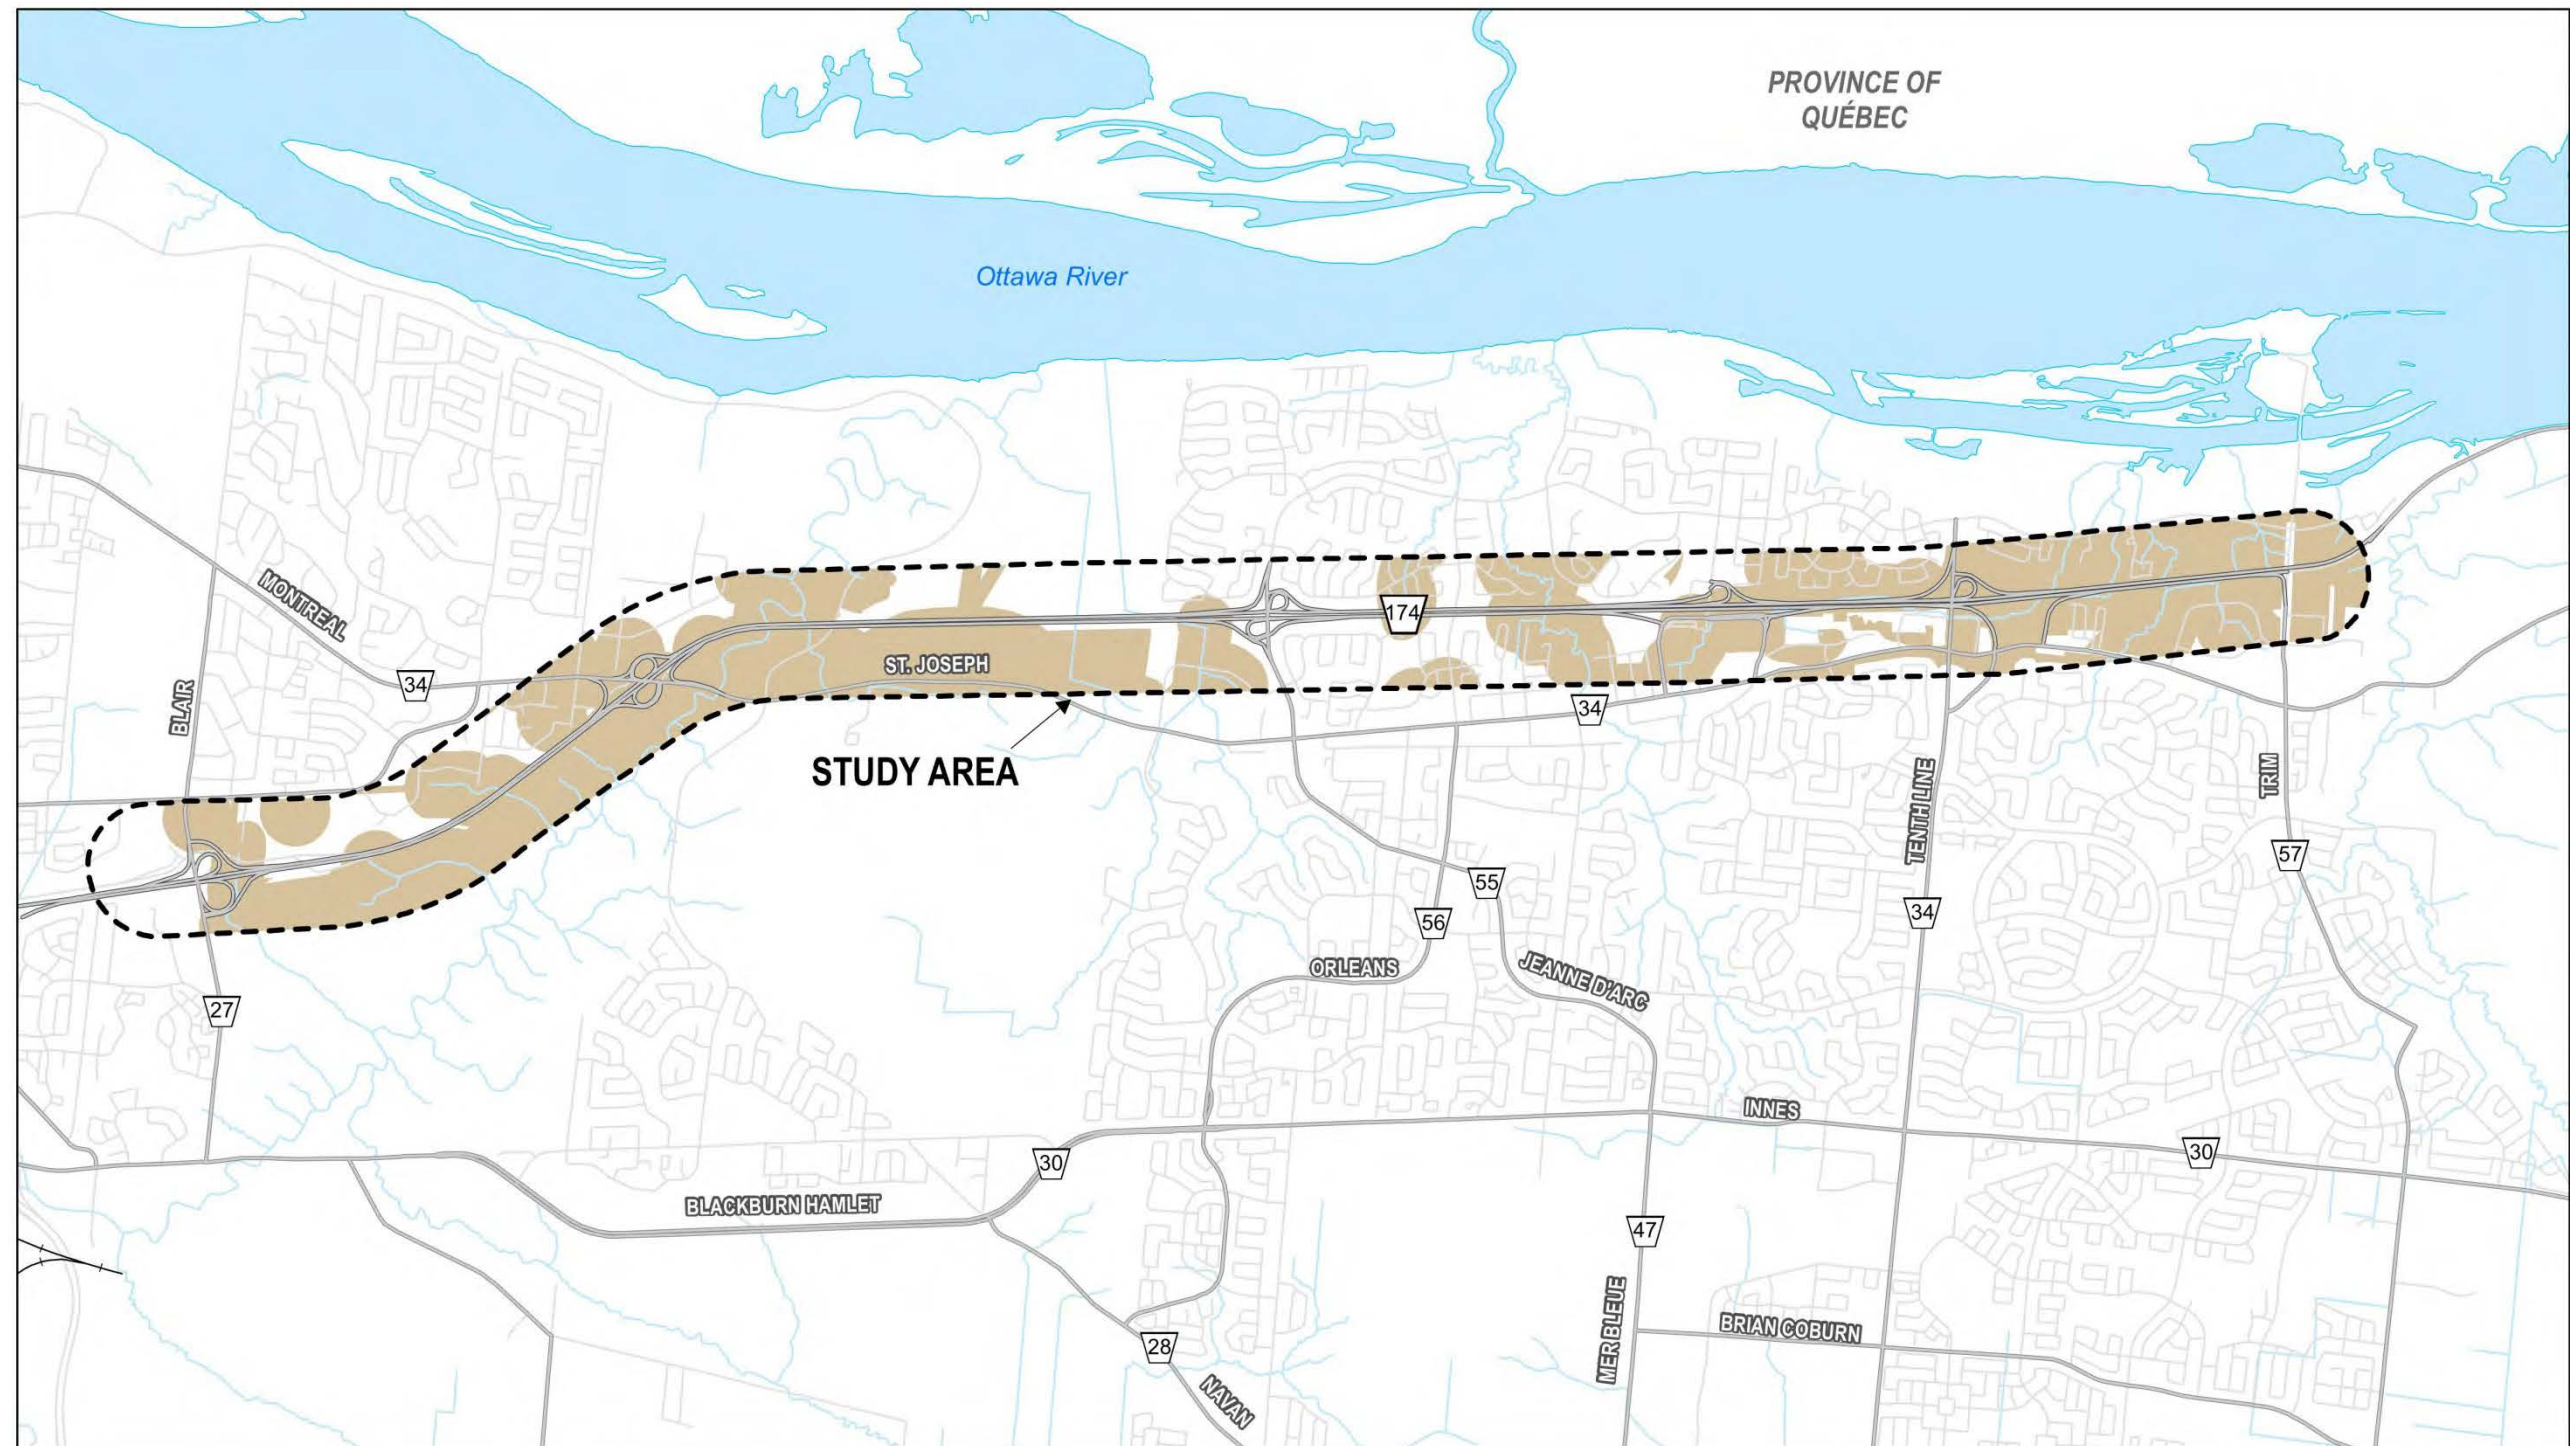 PROVINCE OF
QUÉBEC
Ottawa River
MONTREAL
174
ST. JOSEPH
34
BLAIR
34
STUDY AREA
TENTH LINE
TRIM
57
55
56
34
ORLEANS
JEANNE D'ARC
27
INNES
30
30
BLACKBURN HAMLET
47
MER BLEUE
BRIAN COBURN
28
NAVAN